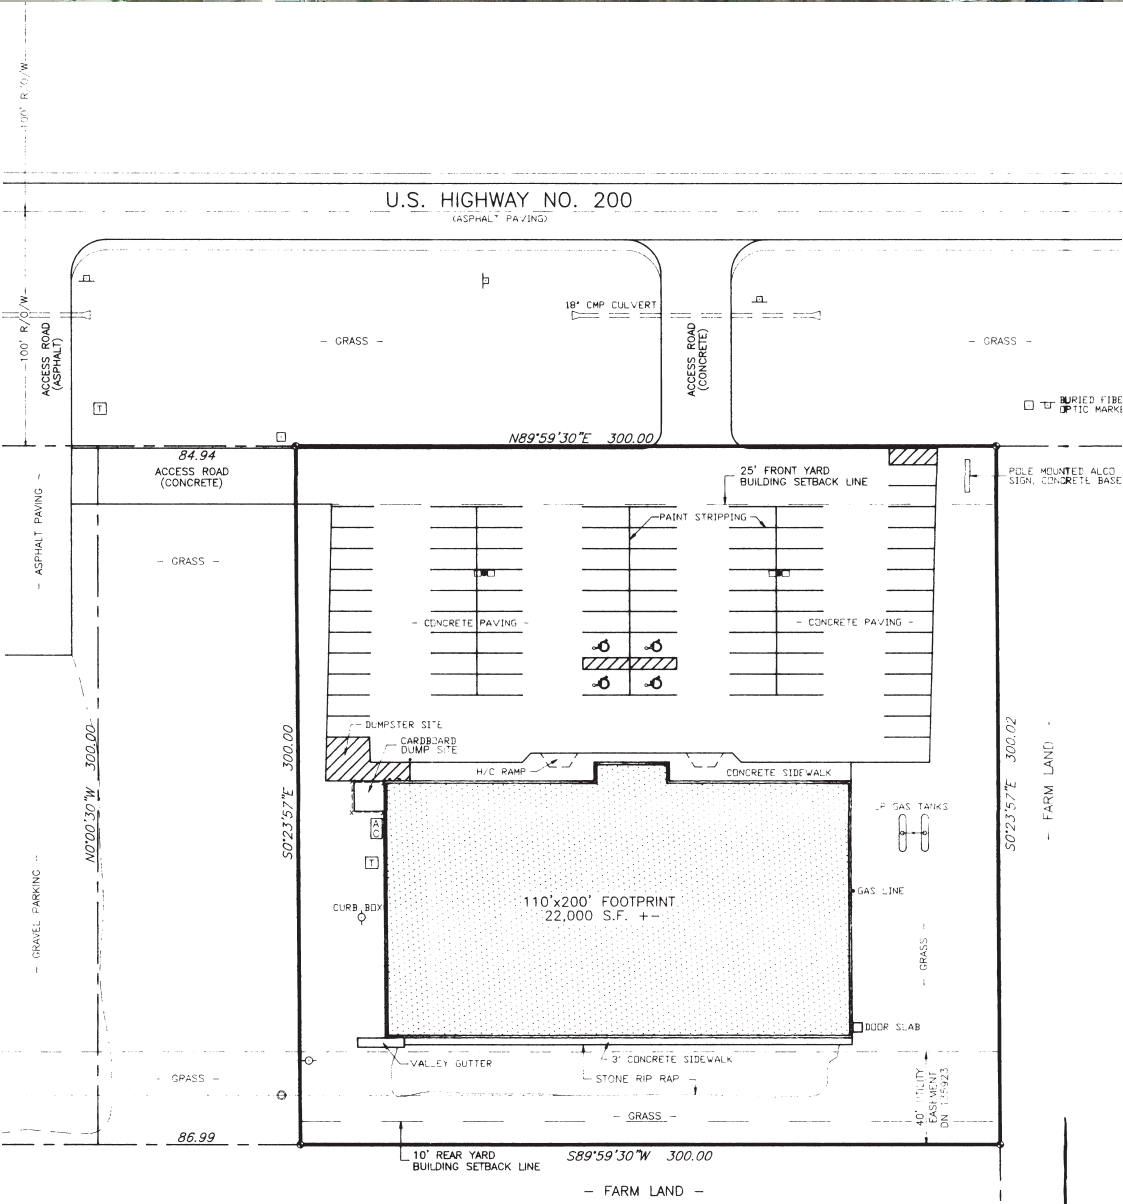 100' R/O/W
U.S. HIGHWAY NO. 200
(ASPHALT PAVING)
100' R/O/W
18" CMP CULVERT
ACCESS ROAD
(ASPHALT)
ACCESS ROAD
(CONCRETE)
- GRASS -
- GRASS -
T
BURIED FIBE
OPTIC MARKE
N89°59'30"E 300.00
84.94
ACCESS ROAD
(CONCRETE)
25' FRONT YARD
BUILDING SETBACK LINE
POLE MOUNTED ALCO
SIGN, CONCRETE BASE
- ASPHALT PAVING -
PAINT STRIPPING
- GRASS -
- CONCRETE PAVING -
- CONCRETE PAVING -
DUMPSTER SITE
CARDBOARD
DUMP SITE
H/C RAMP
CONCRETE SIDEWALK
N0°00'30"W 300.00
S0°23'57"E 300.00
S0°23'57"E 300.02
- FARM LAND -
LP GAS TANKS
A
C
T
110'x200' FOOTPRINT
22,000 S.F. +-
GAS LINE
CURB BOX
- GRAVEL PARKING -
- GRASS -
DOOR SLAB
VALLEY GUTTER
3' CONCRETE SIDEWALK
STONE RIP RAP
- GRASS -
- GRASS -
40' UTILITY
EASEMENT
DN 135923
86.99
10' REAR YARD
BUILDING SETBACK LINE
S89°59'30"W 300.00
- FARM LAND -